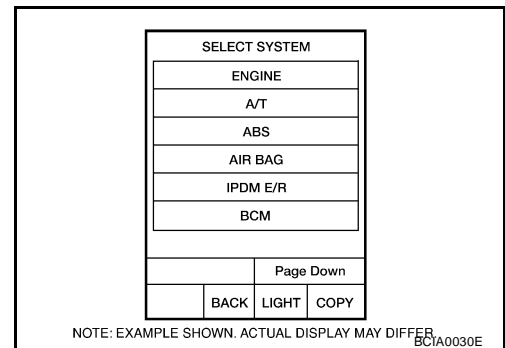 SELECT SYSTEM
ENGINE
A/T
ABS
AIR BAG
IPDM E/R
BCM
Page Down
BACK LIGHT COPY
NOTE: EXAMPLE SHOWN. ACTUAL DISPLAY MAY DIFFER
BCIA0030E